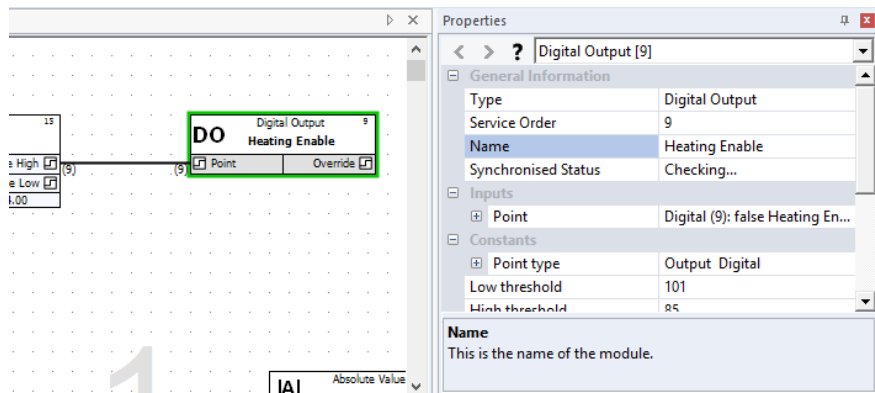 Properties
? Digital Output [9]
General Information
Type Digital Output
Service Order 9
Name Heating Enable
Synchronised Status Checking...
Inputs
Point Digital (9): false Heating En...
Constants
Point type Output Digital
Low threshold 101
High threshold 85
Name
This is the name of the module.
15
e High (9)
e Low
.00
Digital Output 9
DO Heating Enable
(9) Point Override
1
|A| Absolute Value